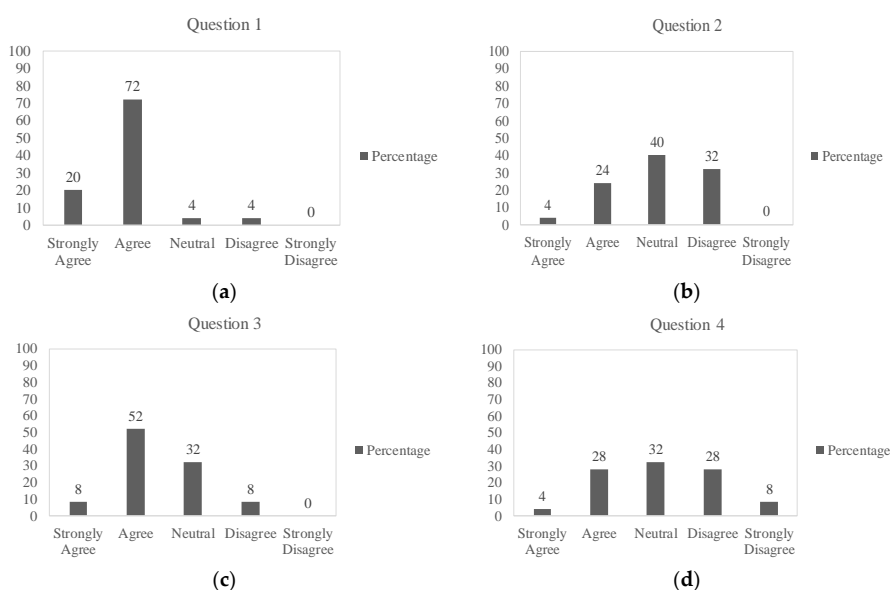 Question 1
100
90
80
70
60
50
40
30
20
10
0
20
72
4
4
0
Strongly Agree
Agree
Neutral
Disagree
Strongly Disagree
Percentage
(a)
Question 2
100
90
80
70
60
50
40
30
20
10
0
4
24
40
32
0
Strongly Agree
Agree
Neutral
Disagree
Strongly Disagree
Percentage
(b)
Question 3
100
90
80
70
60
50
40
30
20
10
0
8
52
32
8
0
Strongly Agree
Agree
Neutral
Disagree
Strongly Disagree
Percentage
(c)
Question 4
100
90
80
70
60
50
40
30
20
10
0
4
28
32
28
8
Strongly Agree
Agree
Neutral
Disagree
Strongly Disagree
Percentage
(d)